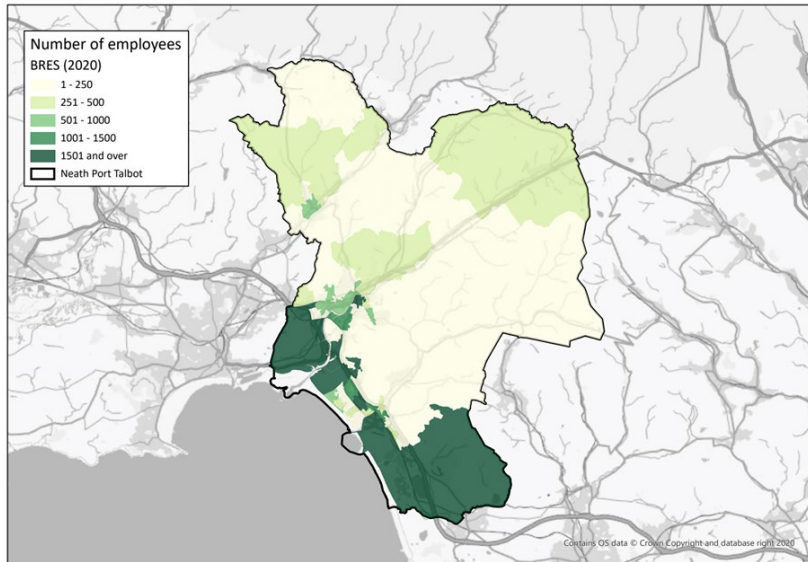 Number of employees
BRES (2020)
1 - 250
251 - 500
501 - 1000
1001 - 1500
1501 and over
Neath Port Talbot
Contains OS data © Crown Copyright and database right 2020